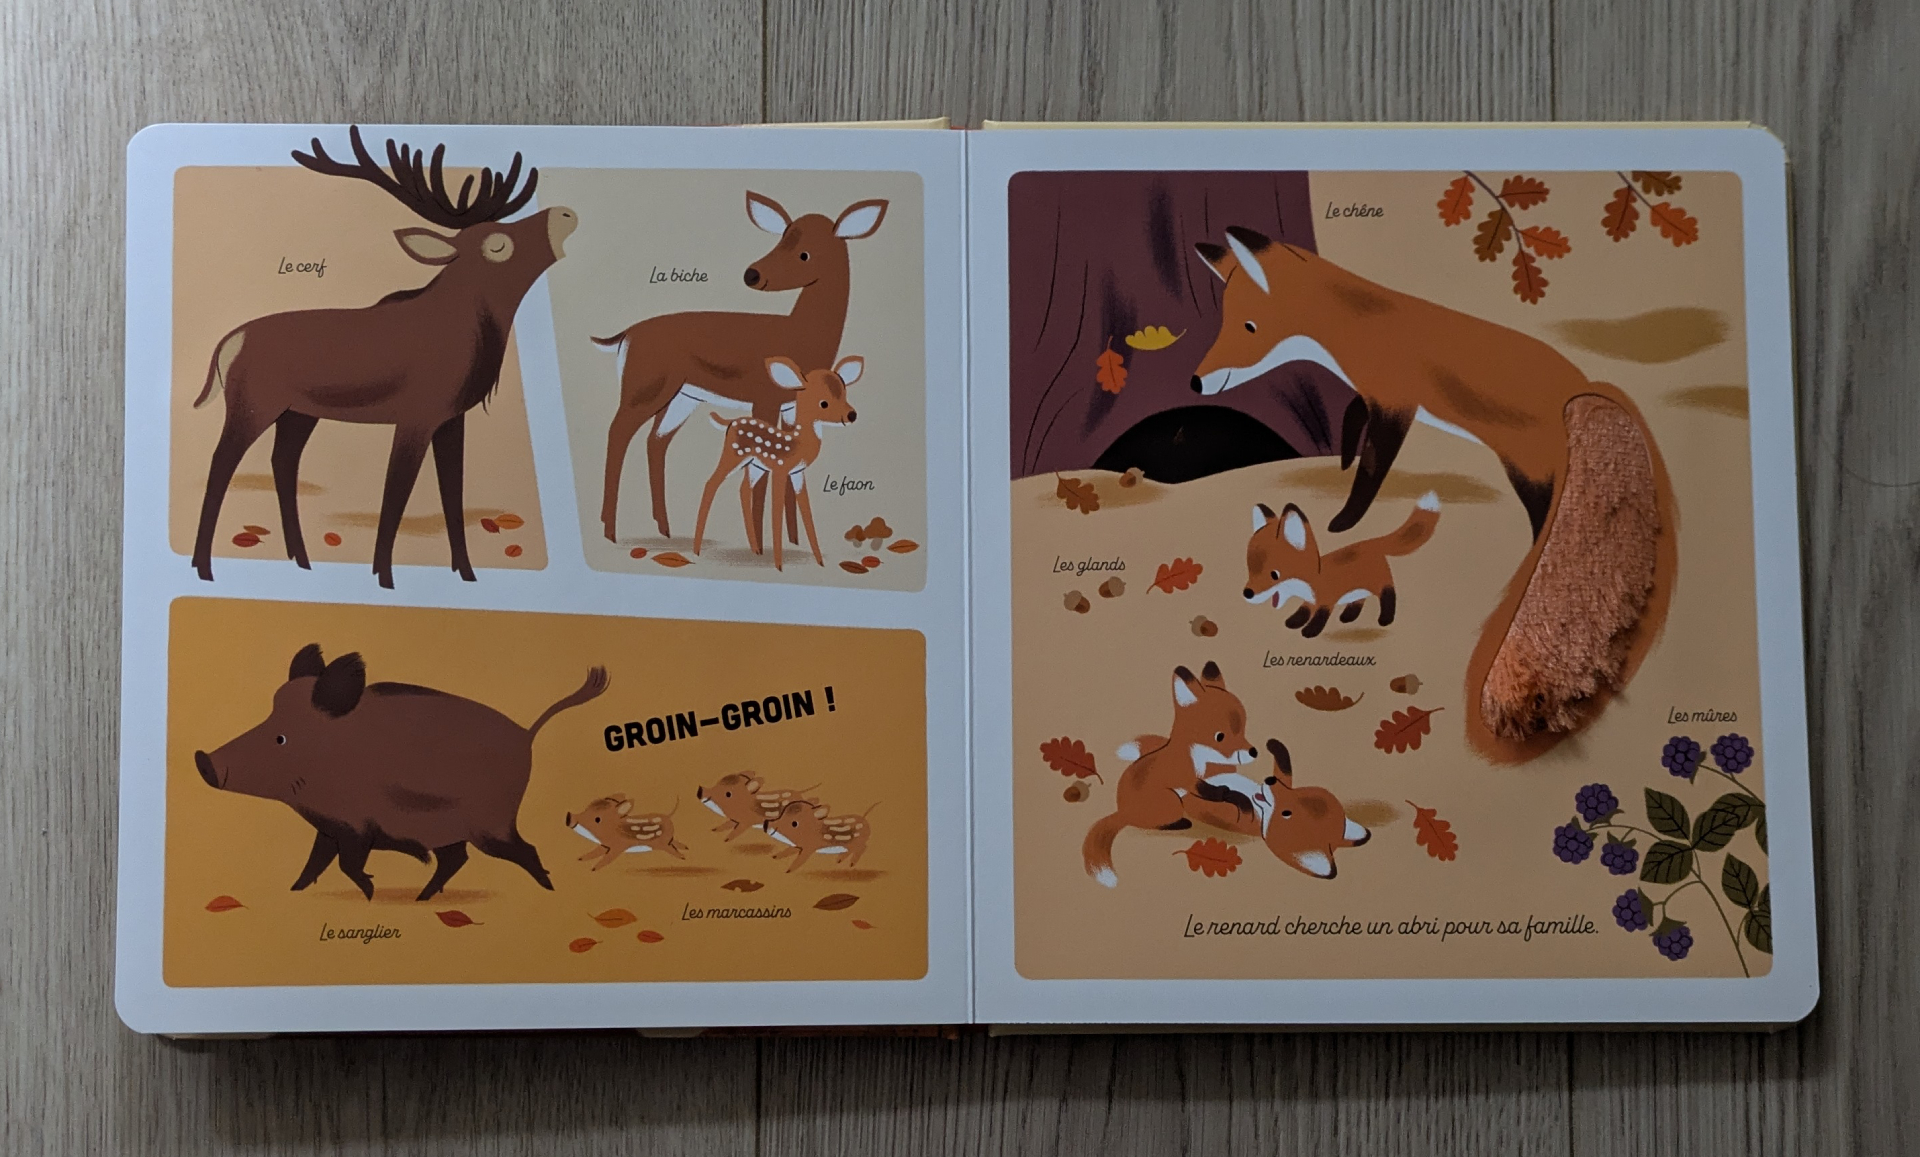 Le cerf
La biche
Le faon
GROIN-GROIN !
Le sanglier
Les marcassins
Le chêne
Les glands
Les renardeaux
Les mûres
Le renard cherche un abri pour sa famille.